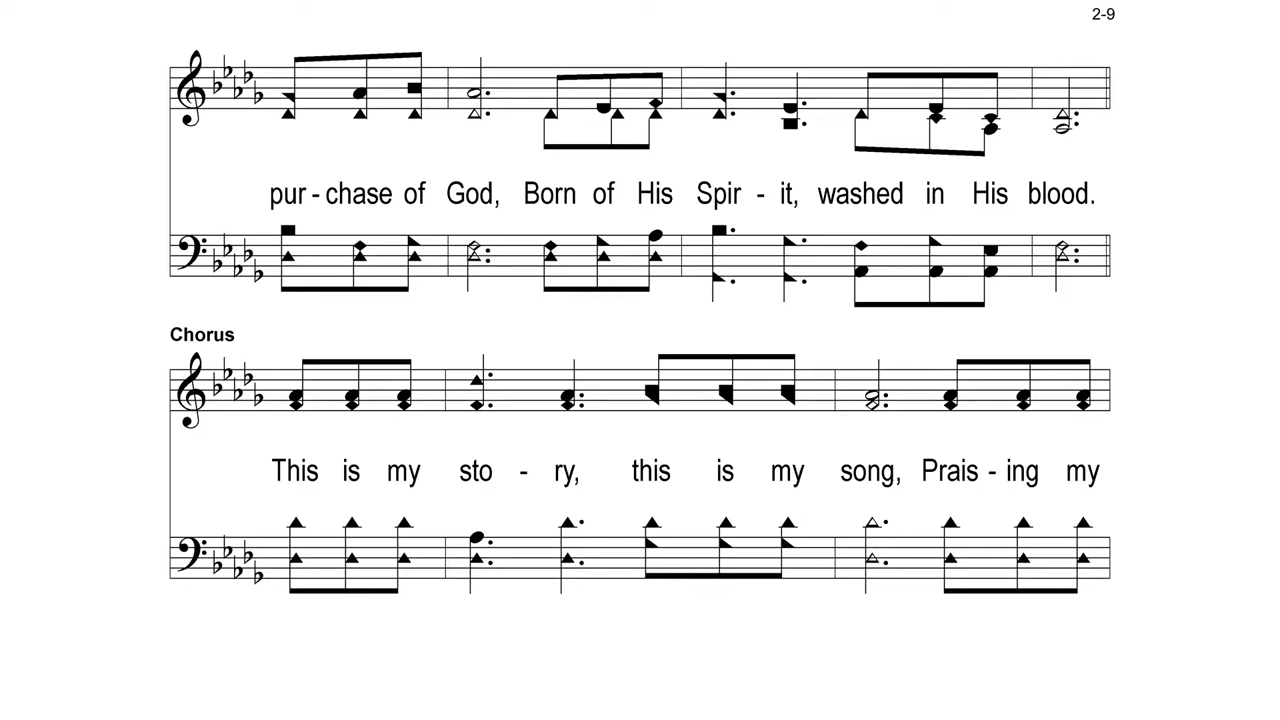 2-9
pur - chase of God, Born of His Spir - it, washed in His blood.
Chorus
This is my sto - ry, this is my song, Prais - ing my